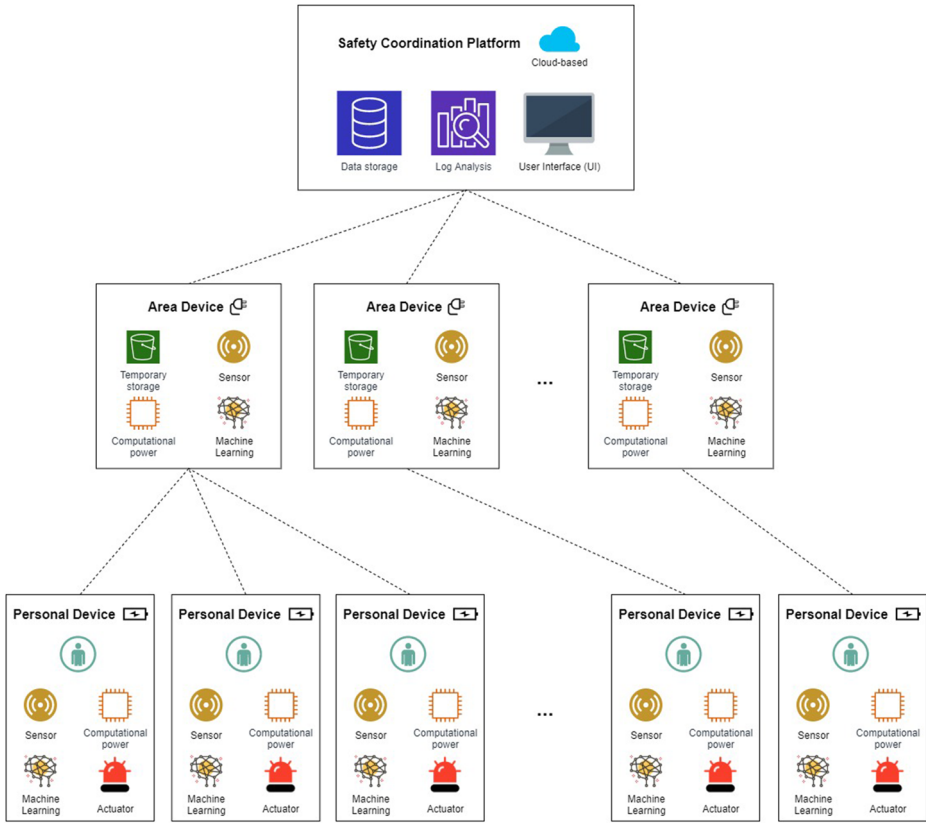 Safety Coordination Platform
Cloud-based
Data storage
Log Analysis
User Interface (UI)
Area Device
Temporary
storage
Sensor
Computational
power
Machine
Learning
Area Device
Temporary
storage
Sensor
Computational
power
Machine
Learning
...
Area Device
Temporary
storage
Sensor
Computational
power
Machine
Learning
Personal Device
Sensor
Computational
power
Machine
Learning
Actuator
Personal Device
Sensor
Computational
power
Machine
Learning
Actuator
Personal Device
Sensor
Computational
power
Machine
Learning
Actuator
...
Personal Device
Sensor
Computational
power
Machine
Learning
Actuator
Personal Device
Sensor
Computational
power
Machine
Learning
Actuator